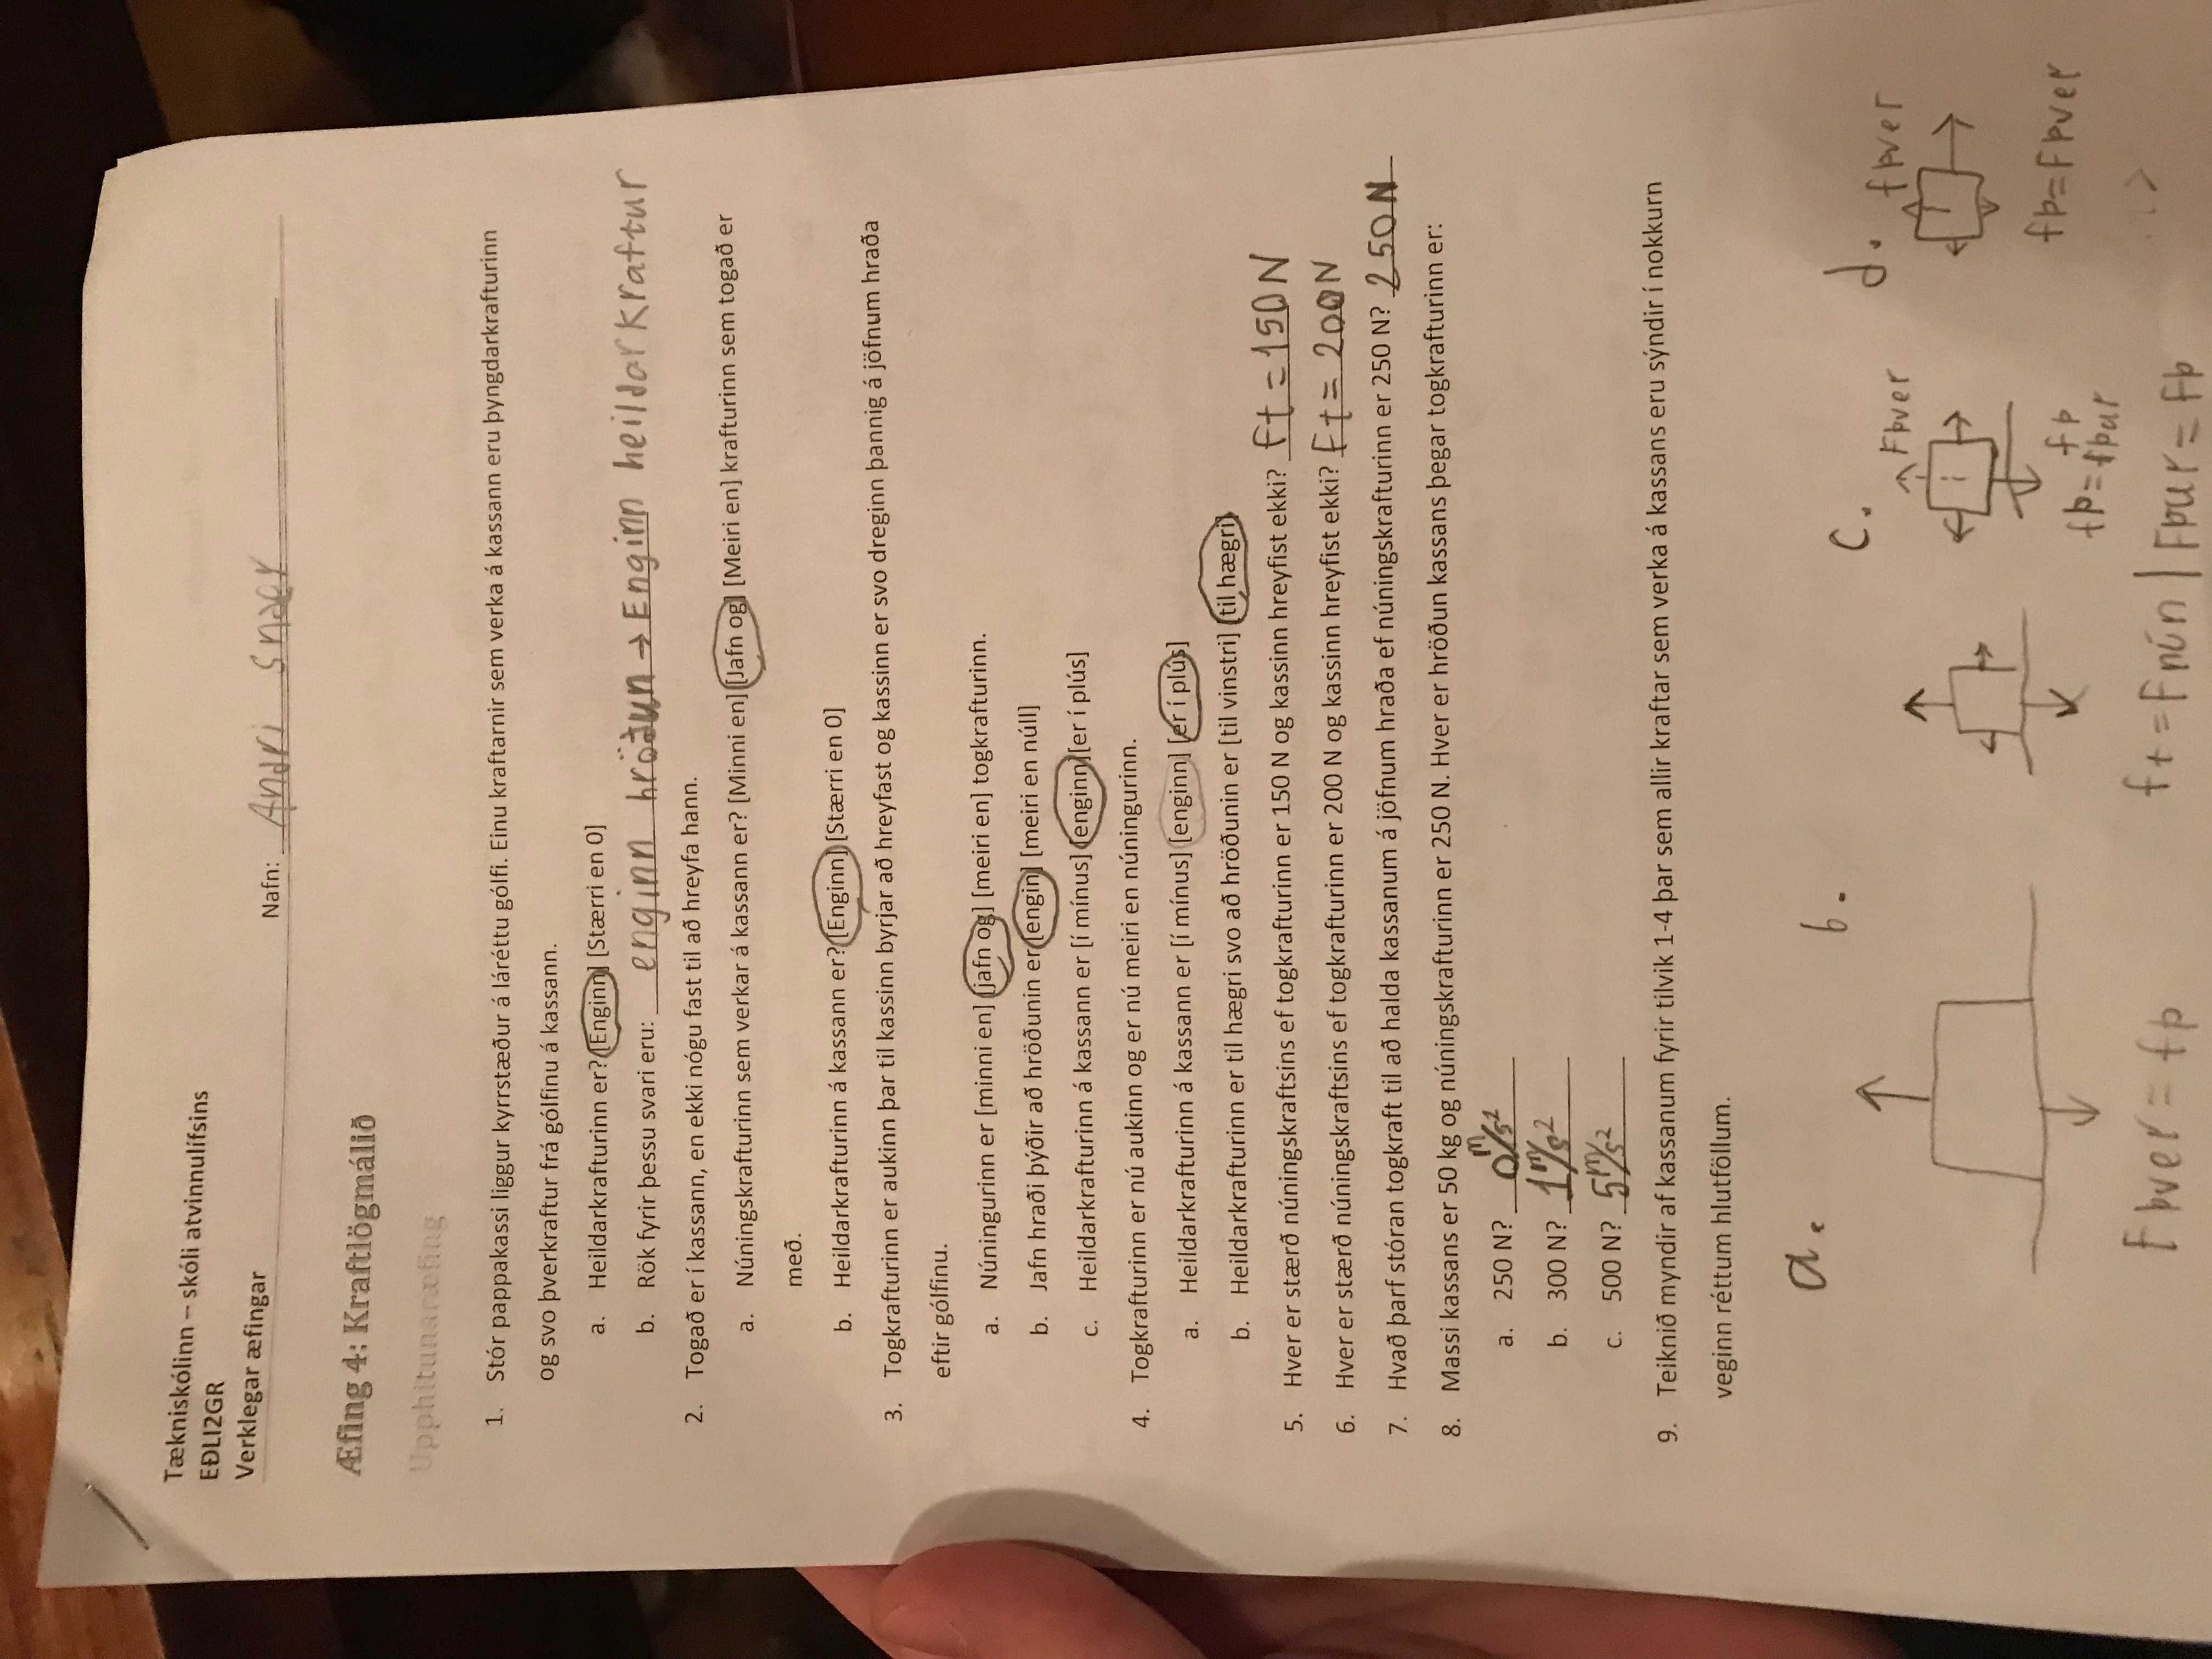 Tækniskólinn – skóli atvinnulífsins
EÐLI2GR
Verklegar æfingar
Nafn: Andri Snær
Æfing 4: Kraftlögmálið
Upphitunaræfing
1. Stór pappakassi liggur kyrrstæður á láréttu gólfi. Einu kraftarnir sem verka á kassann eru þyngdarkrafturinn
og svo þverkraftur frá gólfinu á kassann.
a. Heildarkrafturinn er? [Enginn] [Stærri en 0]
b. Rök fyrir þessu svari eru: enginn hröðun → Enginn heildarkraftur
2. Togað er í kassann, en ekki nógu fast til að hreyfa hann.
a. Núningskrafturinn sem verkar á kassann er? [Minni en] [Jafn og] [Meiri en] krafturinn sem togað er
með.
b. Heildarkrafturinn á kassann er? [Enginn] [Stærri en 0]
3. Togkrafturinn er aukinn þar til kassinn byrjar að hreyfast og kassinn er svo dreginn þannig á jöfnum hraða
eftir gólfinu.
a. Núningurinn er [minni en] [jafn og] [meiri en] togkrafturinn.
b. Jafn hraði þýðir að hröðunin er [engin] [meiri en núll]
c. Heildarkrafturinn á kassann er [í mínus] [enginn] [er í plús]
4. Togkrafturinn er nú aukinn og er nú meiri en núningurinn.
a. Heildarkrafturinn á kassann er [í mínus] [enginn] [er í plús]
b. Heildarkrafturinn er til hægri svo að hröðunin er [til vinstri] [til hægri]
5. Hver er stærð núningskraftsins ef togkrafturinn er 150 N og kassinn hreyfist ekki? Ft = 150 N
6. Hver er stærð núningskraftsins ef togkrafturinn er 200 N og kassinn hreyfist ekki? Ft = 200 N
7. Hvað þarf stóran togkraft til að halda kassanum á jöfnum hraða ef núningskrafturinn er 250 N? 250 N
8. Massi kassans er 50 kg og núningskrafturinn er 250 N. Hver er hröðun kassans þegar togkrafturinn er:
a. 250 N? 0 m/s²
b. 300 N? 1 m/s²
c. 500 N? 5 m/s²
9. Teiknið myndir af kassanum fyrir tilvik 1-4 þar sem allir kraftar sem verka á kassans eru sýndir í nokkurn
veginn réttum hlutföllum.
a. b. c. d.
Fþver fþver
fþ
fþ = fþur
fþ = Fþver
Fþver = fþ
ft = Fnún | Fþur = Fþ